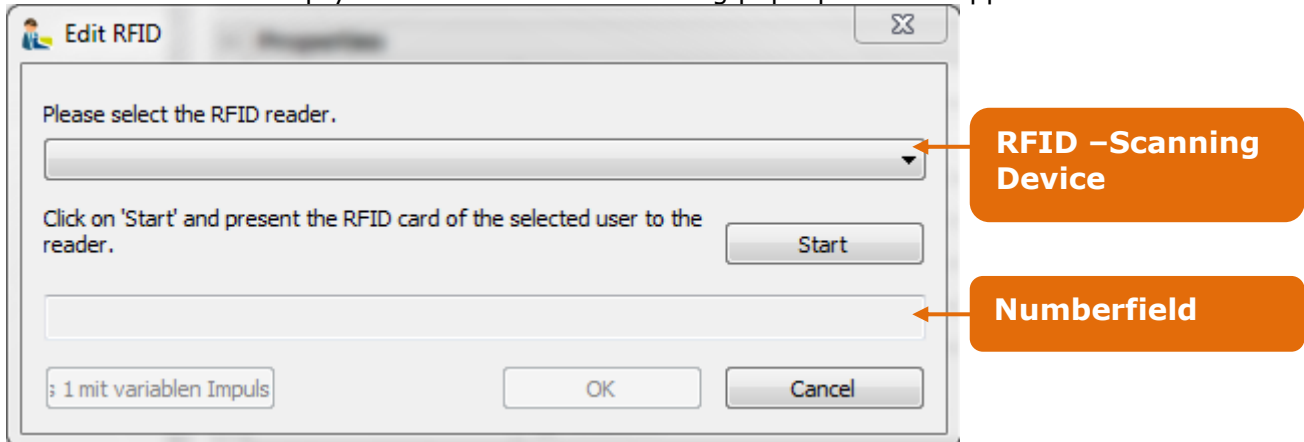 Edit RFID
Properties
Please select the RFID reader.
RFID –Scanning
Device
Click on 'Start' and present the RFID card of the selected user to the
reader.
Start
Numberfield
s 1 mit variablen Impuls
OK
Cancel